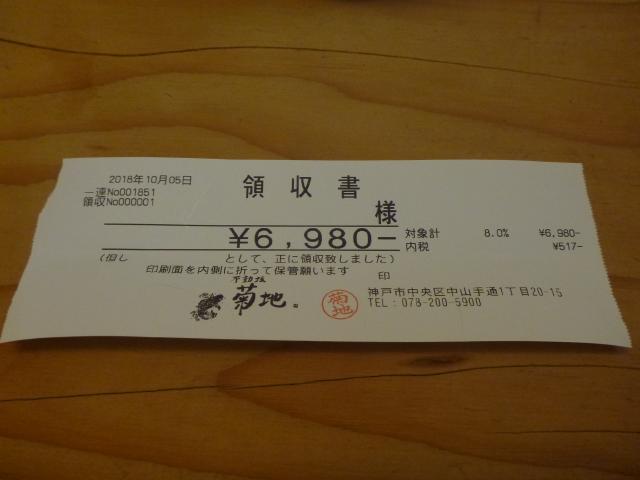 2018年10月05日
領収書
一連No001851
領収No000001
様
¥6,980-
対象計 8.0% ¥6,980-
内税 ¥517-
(但し として、正に領収致しました)
印刷面を内側に折って保管願います
印
不動坂
菊地
菊地
神戸市中央区中山手通1丁目20-15
TEL: 078-200-5900